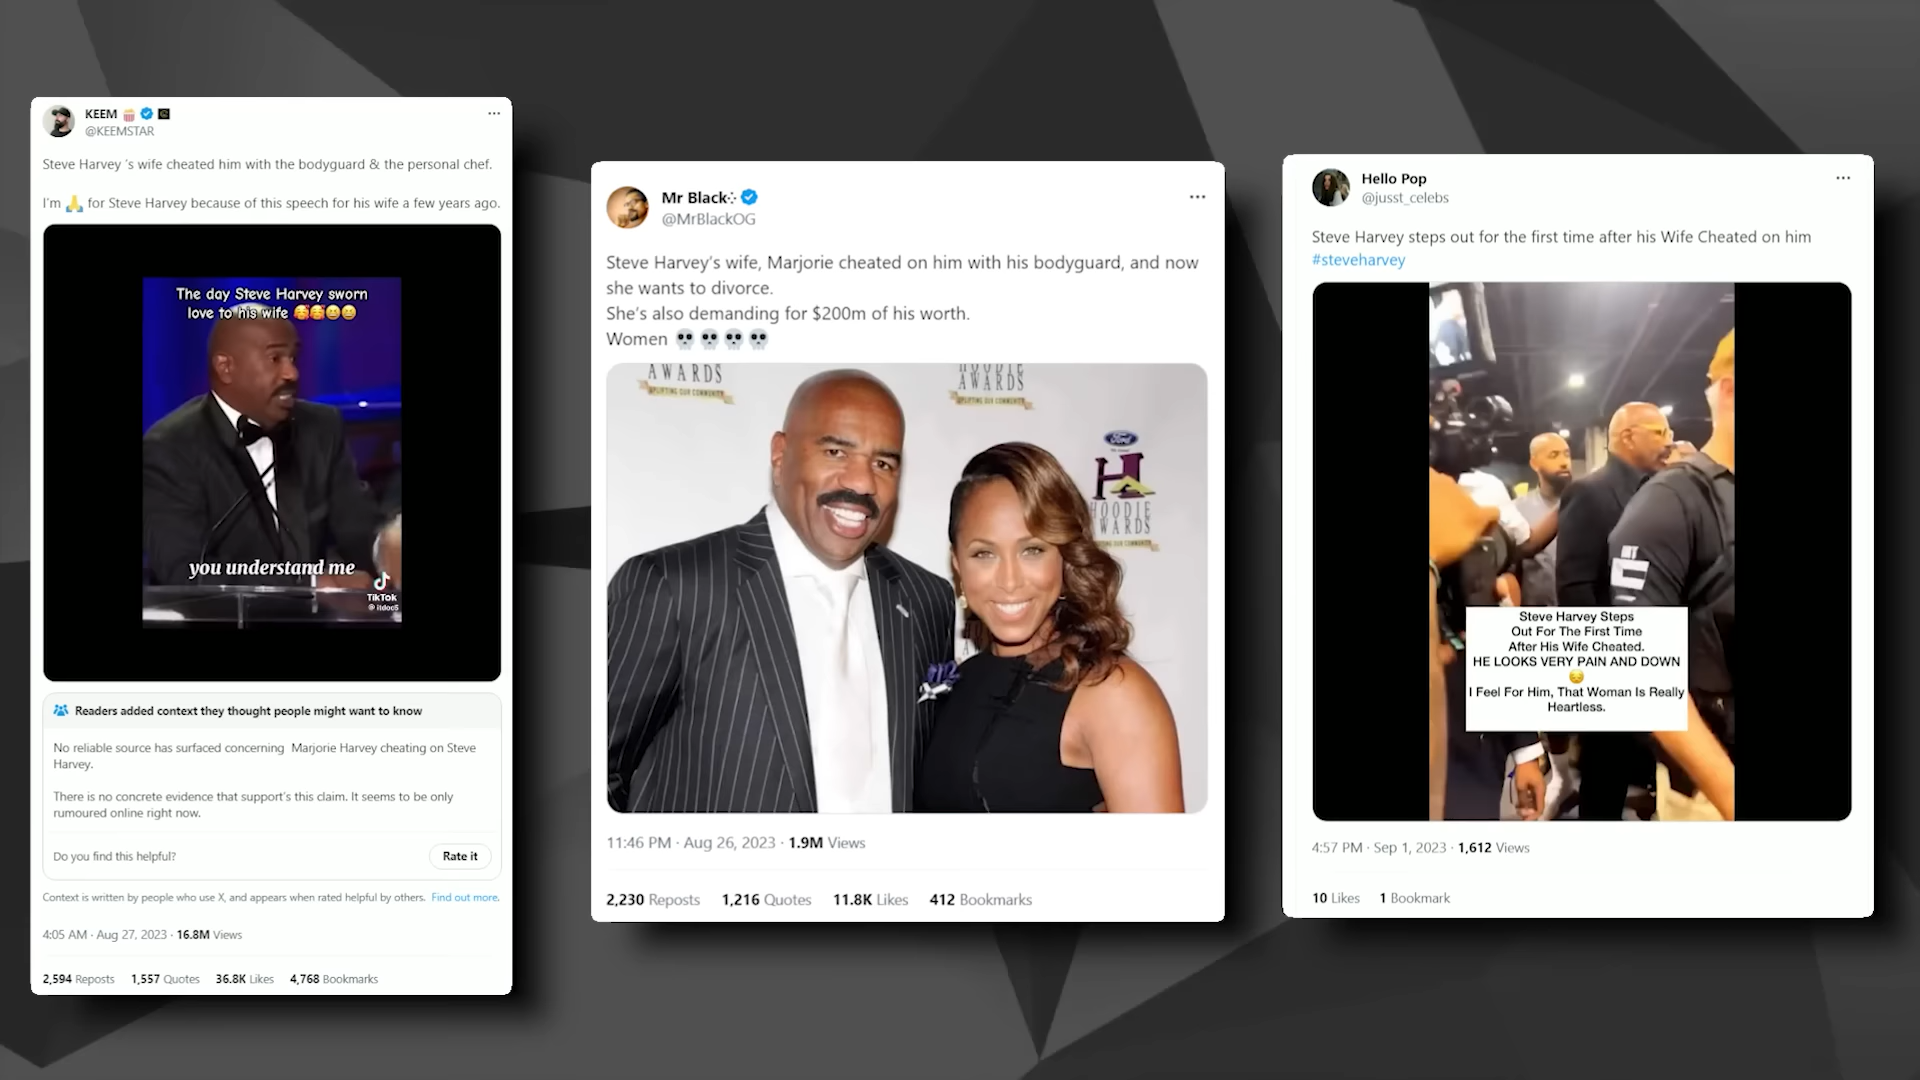 KEEM
@KEEMSTAR
Steve Harvey 's wife cheated him with the bodyguard & the personal chef.
I'm 🙏 for Steve Harvey because of this speech for his wife a few years ago.
The day Steve Harvey sworn
love to his wife 🥰🥰😄😄
you understand me
TikTok
@itdoc5
Readers added context they thought people might want to know
No reliable source has surfaced concerning Marjorie Harvey cheating on Steve
Harvey.
There is no concrete evidence that support's this claim. It seems to be only
rumoured online right now.
Do you find this helpful?
Rate it
Context is written by people who use X, and appears when rated helpful by others. Find out more.
4:05 AM · Aug 27, 2023 · 16.8M Views
2,594 Reposts 1,557 Quotes 36.8K Likes 4,768 Bookmarks
Mr Black
@MrBlackOG
Steve Harvey's wife, Marjorie cheated on him with his bodyguard, and now
she wants to divorce.
She's also demanding for $200m of his worth.
Women 💀💀💀💀
AWARDS
UPLIFTING OUR COMMUNITY
HOODIE
AWARDS
UPLIFTING OUR COMMUNITY
Ford
H
HOODIE
AWARDS
11:46 PM · Aug 26, 2023 · 1.9M Views
2,230 Reposts 1,216 Quotes 11.8K Likes 412 Bookmarks
Hello Pop
@jusst_celebs
Steve Harvey steps out for the first time after his Wife Cheated on him
#steveharvey
Steve Harvey Steps
Out For The First Time
After His Wife Cheated.
HE LOOKS VERY PAIN AND DOWN
😔
I Feel For Him, That Woman Is Really
Heartless.
4:57 PM · Sep 1, 2023 · 1,612 Views
10 Likes 1 Bookmark